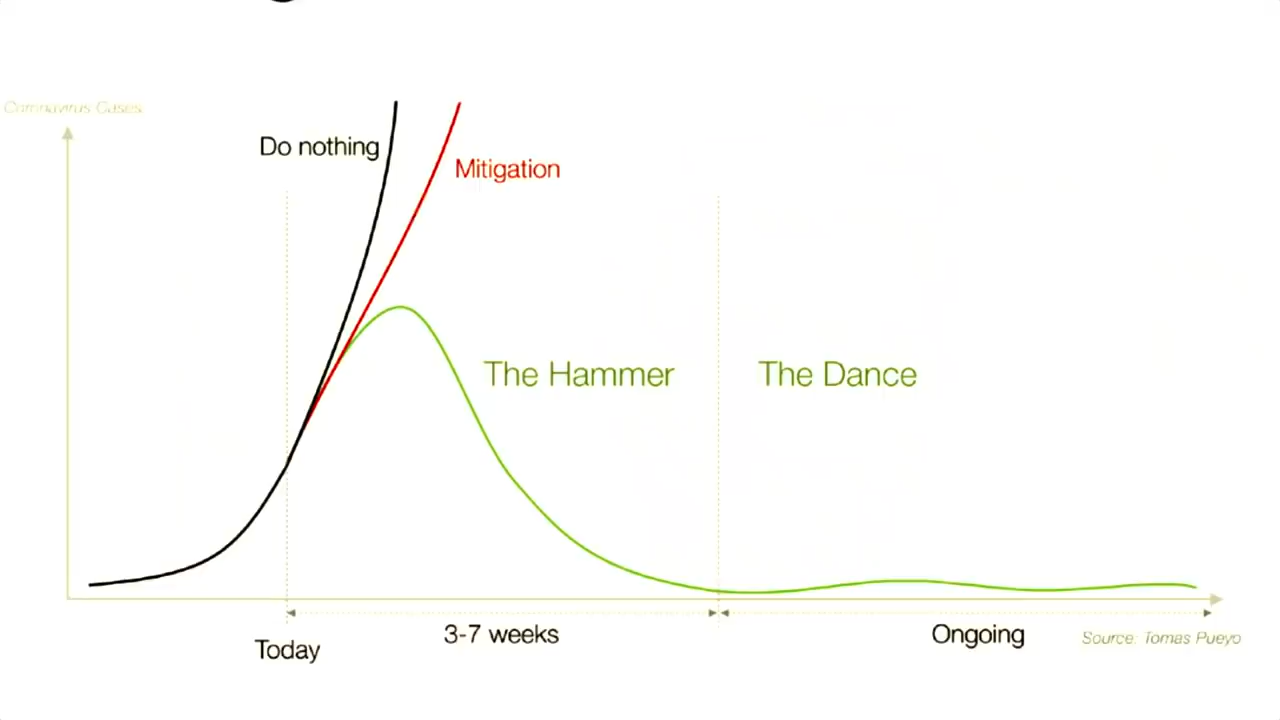 Coronavirus Cases
Do nothing
Mitigation
The Hammer
The Dance
3-7 weeks
Ongoing
Today
Source: Tomas Pueyo